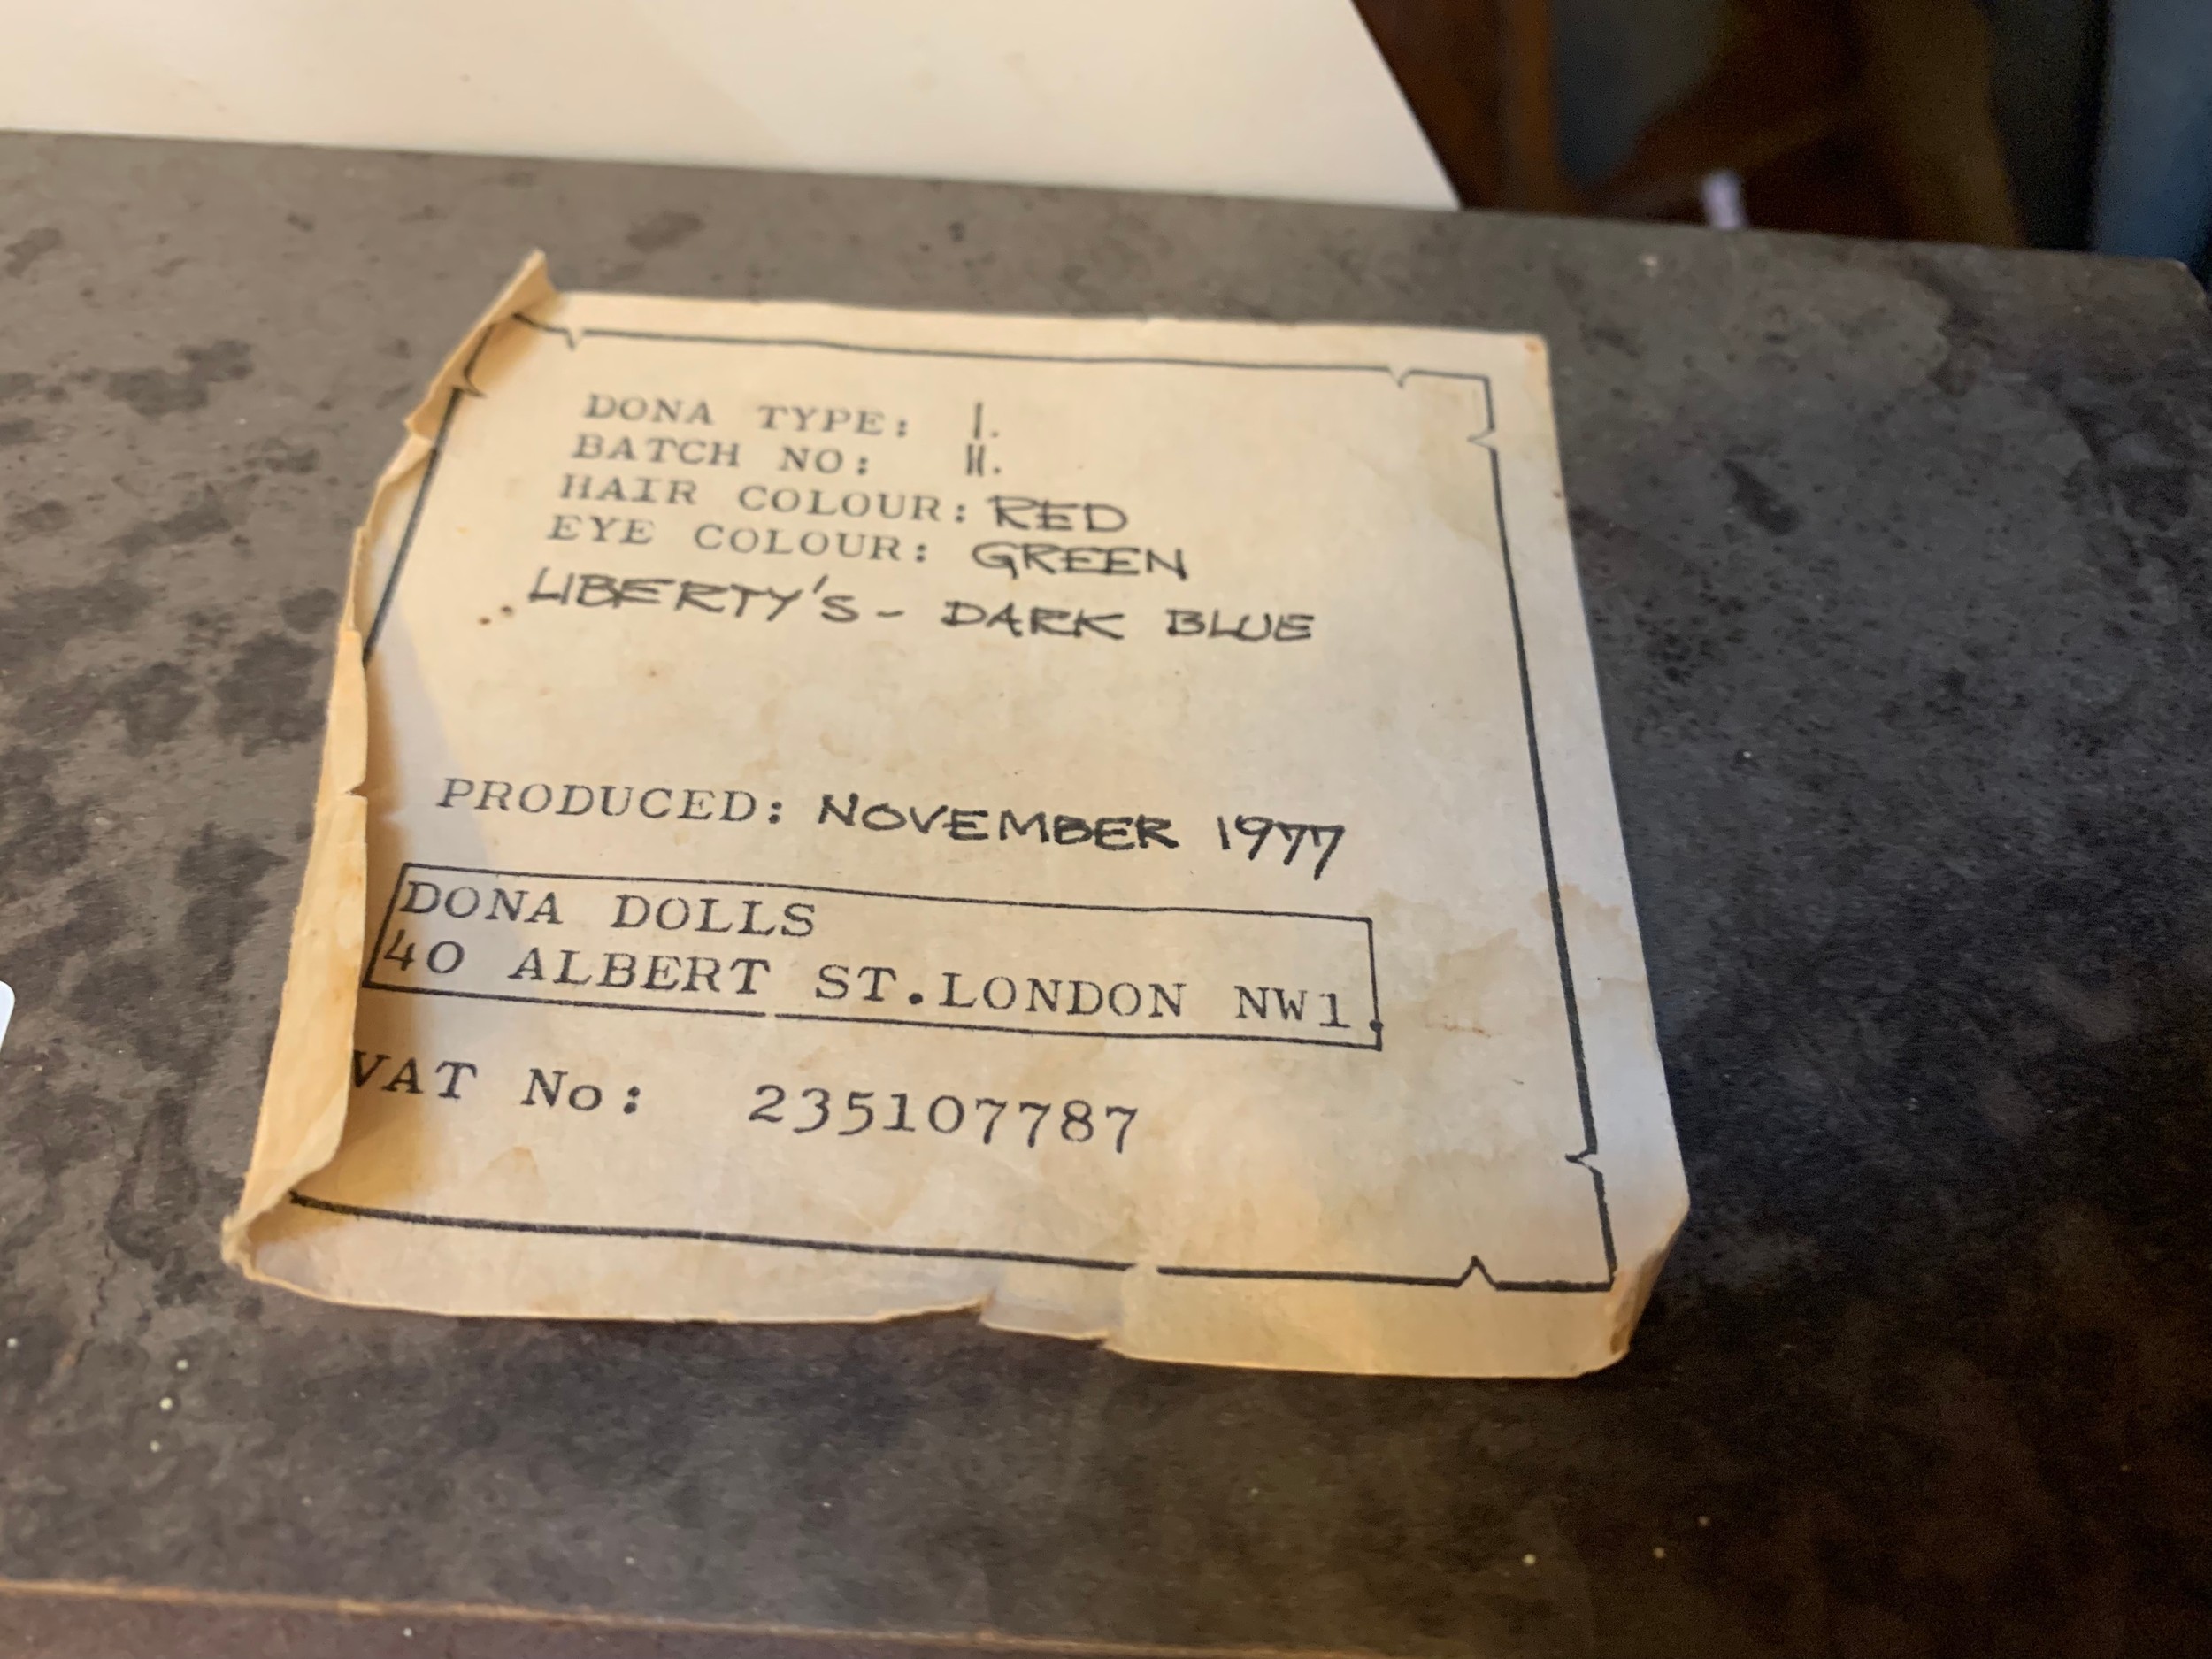 DONA TYPE: I.
BATCH NO: II.
HAIR COLOUR: RED
EYE COLOUR: GREEN
LIBERTY'S - DARK BLUE
PRODUCED: NOVEMBER 1977
DONA DOLLS
40 ALBERT ST.LONDON NW1.
VAT No: 235107787